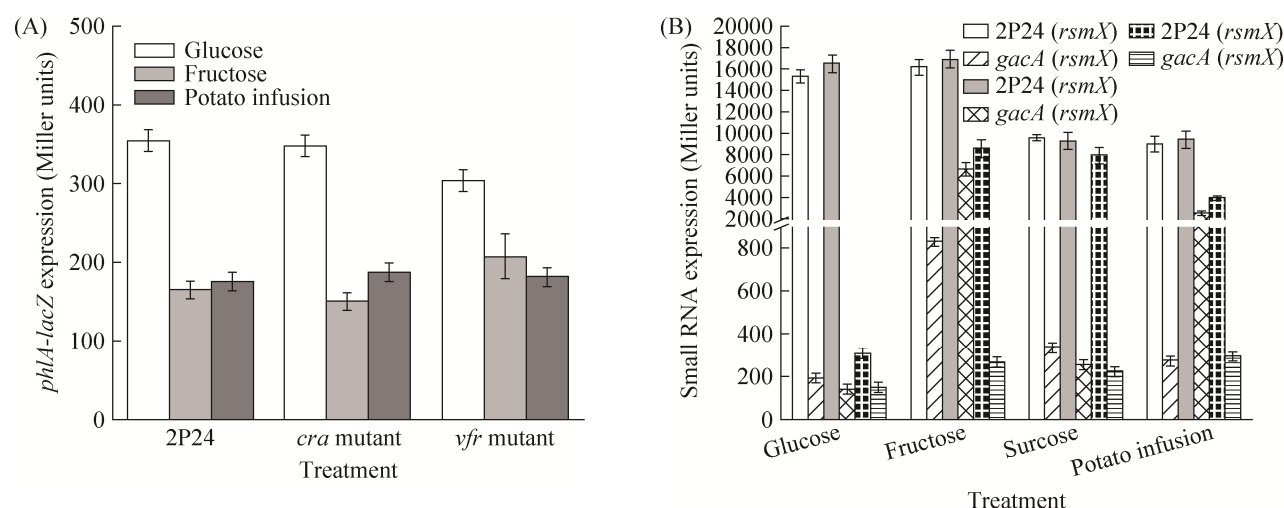 (A)
500
400
300
200
100
0
phlA-lacZ expression (Miller units)
Glucose
Fructose
Potato infusion
2P24
cra mutant
vfr mutant
Treatment
(B)
20000
18000
16000
14000
12000
10000
8000
6000
4000
2000
800
600
400
200
0
Small RNA expression (Miller units)
2P24 (rsmX)
gacA (rsmX)
2P24 (rsmX)
gacA (rsmX)
2P24 (rsmX)
gacA (rsmX)
Glucose
Fructose
Surcose
Potato infusion
Treatment